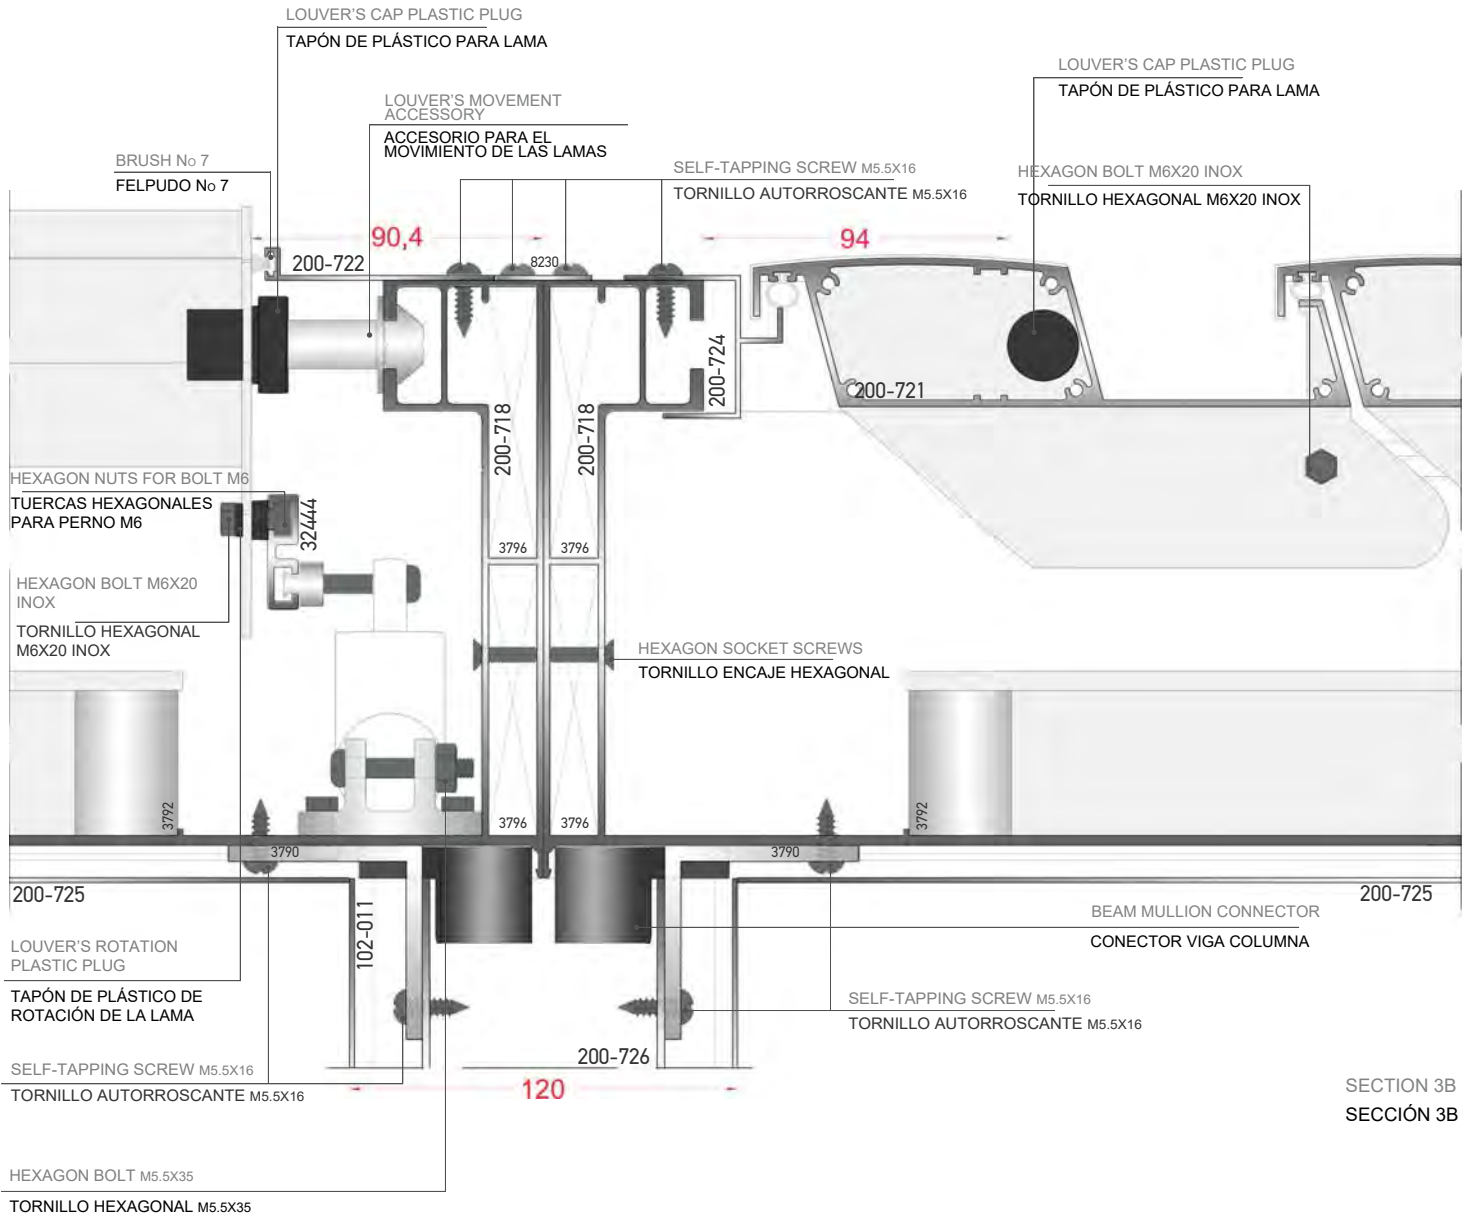 LOUVER'S CAP PLASTIC PLUG
TAPÓN DE PLÁSTICO PARA LAMA
LOUVER'S CAP PLASTIC PLUG
TAPÓN DE PLÁSTICO PARA LAMA
LOUVER'S MOVEMENT
ACCESSORY
ACCESORIO PARA EL
MOVIMIENTO DE LAS LAMAS
BRUSH No 7
FELPUDO No 7
SELF-TAPPING SCREW M5.5X16
TORNILLO AUTORROSCANTE M5.5X16
HEXAGON BOLT M6X20 INOX
TORNILLO HEXAGONAL M6X20 INOX
90,4
94
200-722
8230
200-724
200-721
200-718
200-718
HEXAGON NUTS FOR BOLT M6
TUERCAS HEXAGONALES
PARA PERNO M6
32444
3796
3796
HEXAGON BOLT M6X20
INOX
TORNILLO HEXAGONAL
M6X20 INOX
HEXAGON SOCKET SCREWS
TORNILLO ENCAJE HEXAGONAL
3792
3796
3796
3792
3790
3790
200-725
200-725
102-011
BEAM MULLION CONNECTOR
CONECTOR VIGA COLUMNA
LOUVER'S ROTATION
PLASTIC PLUG
TAPÓN DE PLÁSTICO DE
ROTACIÓN DE LA LAMA
SELF-TAPPING SCREW M5.5X16
TORNILLO AUTORROSCANTE M5.5X16
200-726
SELF-TAPPING SCREW M5.5X16
TORNILLO AUTORROSCANTE M5.5X16
120
SECTION 3B
SECCIÓN 3B
HEXAGON BOLT M5.5X35
TORNILLO HEXAGONAL M5.5X35